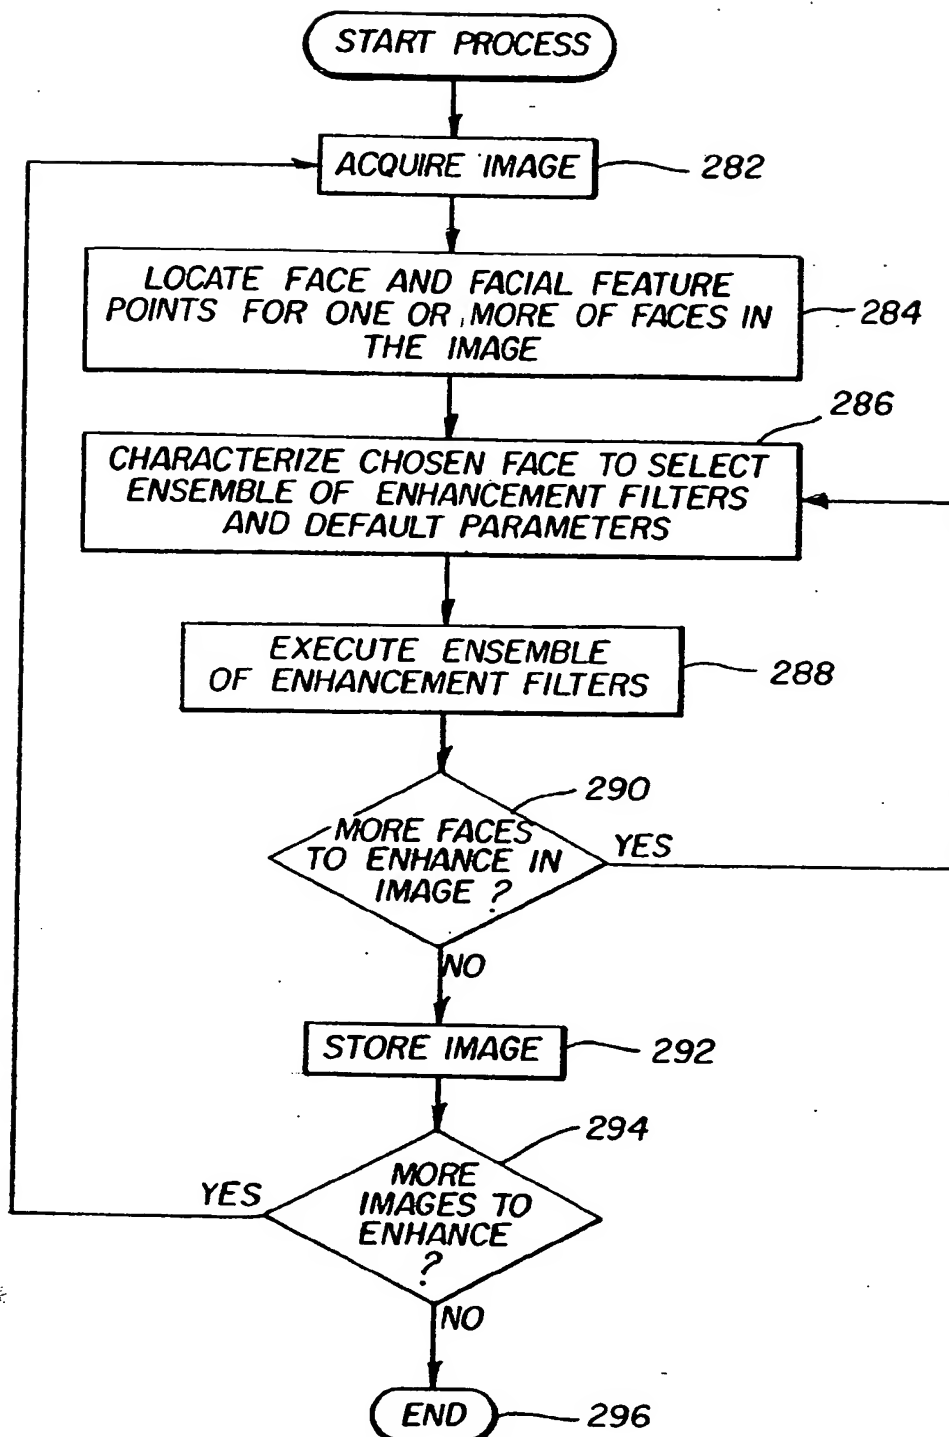 START PROCESS
ACQUIRE IMAGE
282
LOCATE FACE AND FACIAL FEATURE
POINTS FOR ONE OR MORE OF FACES IN
THE IMAGE
284
286
CHARACTERIZE CHOSEN FACE TO SELECT
ENSEMBLE OF ENHANCEMENT FILTERS
AND DEFAULT PARAMETERS
EXECUTE ENSEMBLE
OF ENHANCEMENT FILTERS
288
290
MORE FACES
TO ENHANCE IN
IMAGE ?
YES
NO
STORE IMAGE
292
294
MORE
IMAGES TO
ENHANCE
?
YES
NO
END
296